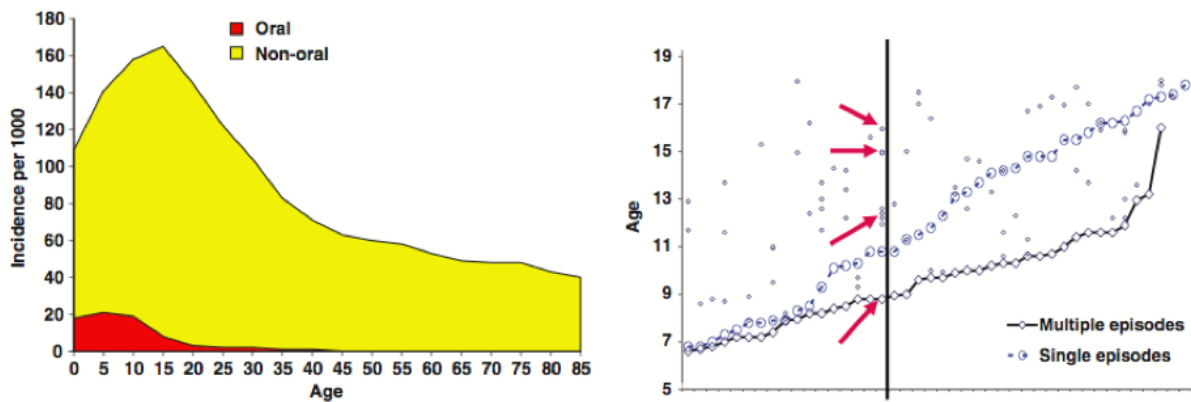 180
160
140
120
100
80
60
40
20
0
Incidence per 1000
Oral
Non-oral
0 5 10 15 20 25 30 35 40 45 50 55 60 65 70 75 80 85
Age
19
17
15
13
11
9
7
5
Age
Multiple episodes
Single episodes